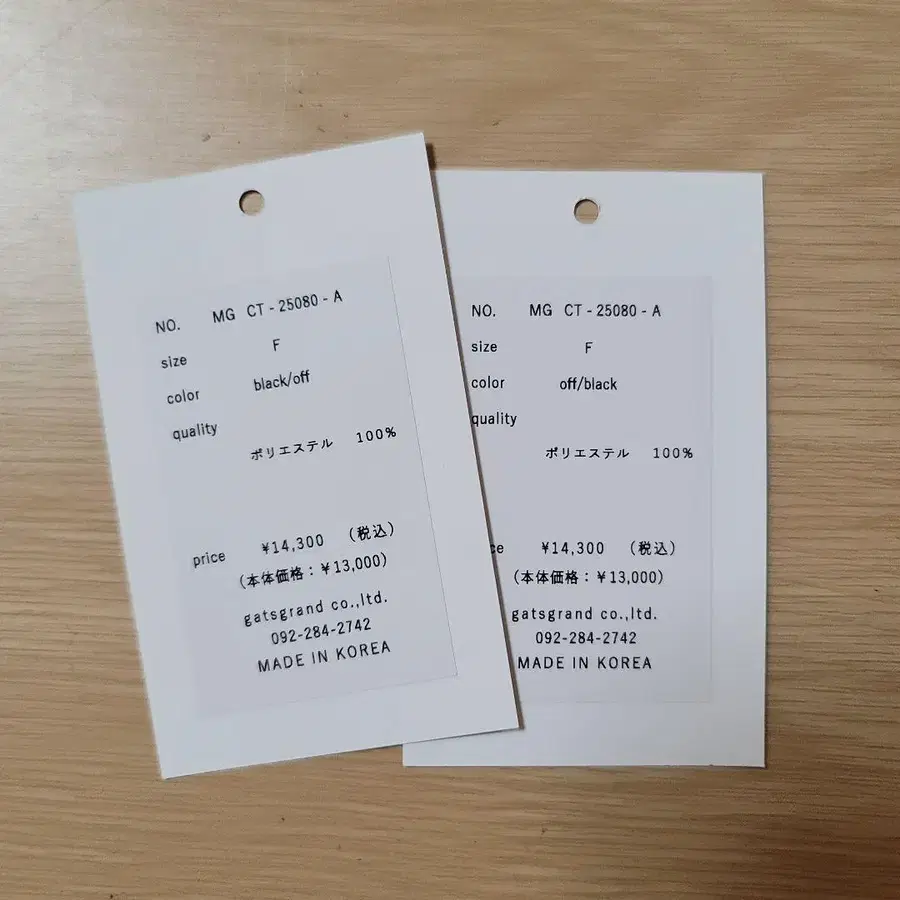 NO. MG CT - 25080 - A
size F
color black/off
quality
ポリエステル 100%
price ¥14,300 (税込)
(本体価格：¥13,000)
gatsgrand co.,ltd.
092-284-2742
MADE IN KOREA
NO. MG CT - 25080 - A
size F
color off/black
quality
ポリエステル 100%
ce ¥14,300 (税込)
(本体価格：¥13,000)
gatsgrand co.,ltd.
092-284-2742
MADE IN KOREA